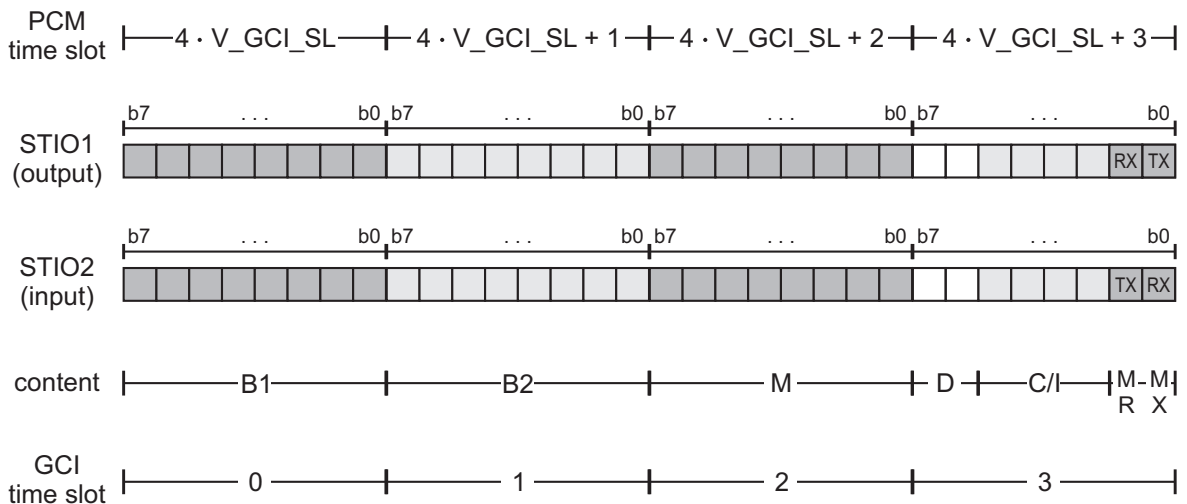 PCM
time slot
4 · V_GCI_SL
4 · V_GCI_SL + 1
4 · V_GCI_SL + 2
4 · V_GCI_SL + 3
b7 . . . b0 b7 . . . b0 b7 . . . b0 b7 . . . b0
STIO1
(output)
RX TX
b7 . . . b0 b7 . . . b0 b7 . . . b0 b7 . . . b0
STIO2
(input)
TX RX
content
B1
B2
M
D
C/I
M M
R X
GCI
time slot
0
1
2
3